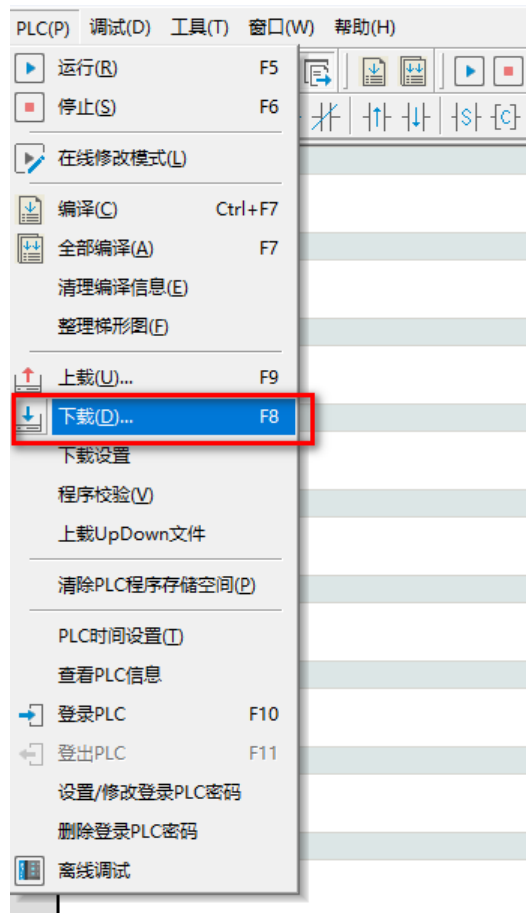 PLC(P) 调试(D) 工具(T) 窗口(W) 帮助(H)
运行(R) F5
停止(S) F6
在线修改模式(L)
编译(C) Ctrl+F7
全部编译(A) F7
清理编译信息(E)
整理梯形图(F)
上载(U)... F9
下载(D)... F8
下载设置
程序校验(V)
上载UpDown文件
清除PLC程序存储空间(P)
PLC时间设置(T)
查看PLC信息
登录PLC F10
登出PLC F11
设置/修改登录PLC密码
删除登录PLC密码
离线调试